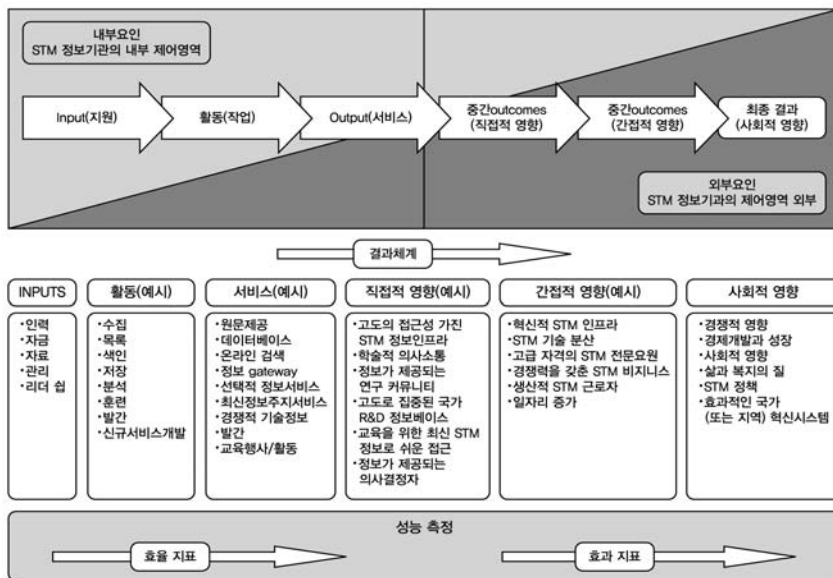 내부요인
STM 정보기관의 내부 제어영역
Input(지원)
활동(작업)
Output(서비스)
중간outcomes
(직접적 영향)
중간outcomes
(간접적 영향)
최종 결과
(사회적 영향)
외부요인
STM 정보기과의 제어영역 외부
결과체계
INPUTS
·인력
·자금
·자료
·관리
·리더 쉽
활동(예시)
·수집
·목록
·색인
·저장
·분석
·훈련
·발간
·신규서비스개발
서비스(예시)
·원문제공
·데이터베이스
·온라인 검색
·정보 gateway
·선택적 정보서비스
·최신정보주지서비스
·경쟁적 기술정보
·발간
·교육행사/활동
직접적 영향(예시)
·고도의 접근성 가진
STM 정보인프라
·학술적 의사소통
·정보가 제공되는
연구 커뮤니티
·고도로 집중된 국가
R&D 정보베이스
·교육을 위한 최신 STM
정보로 쉬운 접근
·정보가 제공되는
의사결정자
간접적 영향(예시)
·혁신적 STM 인프라
·STM 기술 분산
·고급 자격의 STM 전문요원
·경쟁력을 갖춘 STM 비지니스
·생산적 STM 근로자
·일자리 증가
사회적 영향
·경쟁적 영향
·경제개발과 성장
·사회적 영향
·삶과 복지의 질
·STM 정책
·효과적인 국가
(또는 지역) 혁신시스템
성능 측정
효율 지표
효과 지표